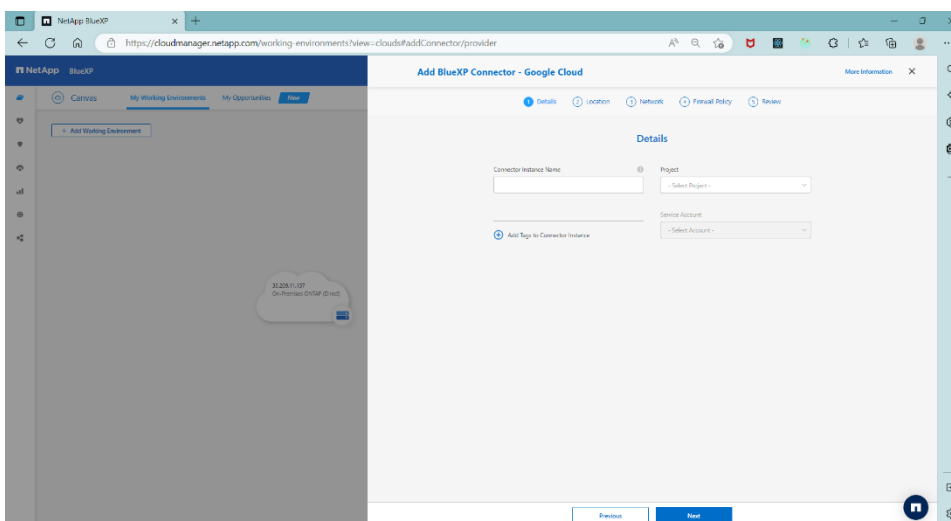 NetApp BlueXP
https://cloudmanager.netapp.com/working-environments?view=clouds#addConnector/provider
NetApp BlueXP
Add BlueXP Connector - Google Cloud
More Information
Canvas
My Working Environments
My Opportunities
New
1 Details
2 Location
3 Network
4 Firewall Policy
5 Review
+ Add Working Environment
Details
Connector Instance Name
Project
- Select Project -
Service Account
- Select Account -
Add Tags to Connector Instance
On-Premises ONTAP (Direct)
Previous
Next